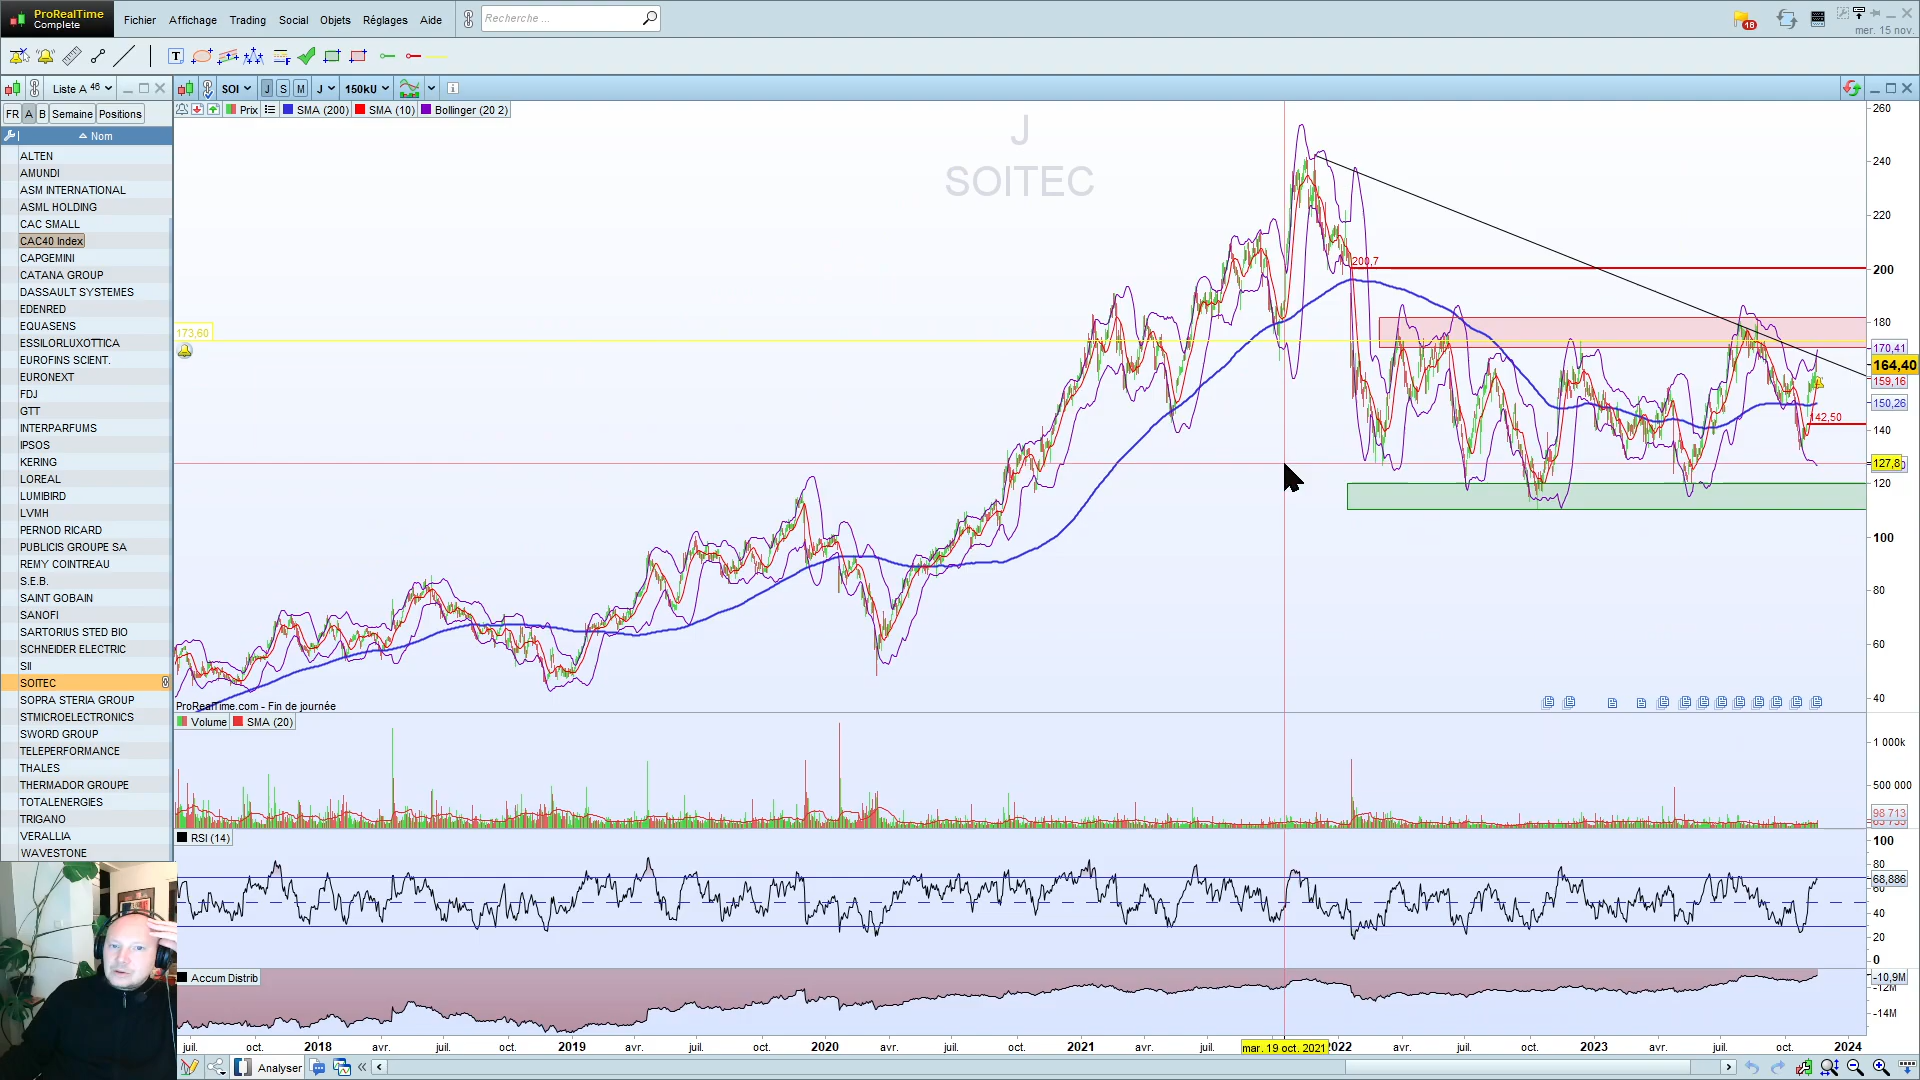 ProRealTime
Complete
Fichier Affichage Trading Social Objets Réglages Aide
Recherche ...
18
mer. 15 nov.
T
F
Liste A 46
SOI J S M J 150kU
FR A B Semaine Positions
Nom
ALTEN
AMUNDI
ASM INTERNATIONAL
ASML HOLDING
CAC SMALL
CAC40 Index
CAPGEMINI
CATANA GROUP
DASSAULT SYSTEMES
EDENRED
EQUASENS
ESSILORLUXOTTICA
EUROFINS SCIENT.
EURONEXT
FDJ
GTT
INTERPARFUMS
IPSOS
KERING
LOREAL
LUMIBIRD
LVMH
PERNOD RICARD
PUBLICIS GROUPE SA
REMY COINTREAU
S.E.B.
SAINT GOBAIN
SANOFI
SARTORIUS STED BIO
SCHNEIDER ELECTRIC
SII
SOITEC
SOPRA STERIA GROUP
STMICROELECTRONICS
SWORD GROUP
TELEPERFORMANCE
THALES
THERMADOR GROUPE
TOTALENERGIES
TRIGANO
VERALLIA
WAVESTONE
Prix SMA (200) SMA (10) Bollinger (20 2)
J
SOITEC
200,7
173,60
142,50
260
240
220
200
180
170,41
164,40
159,16
150,26
140
127,8
120
100
80
60
40
ProRealTime.com - Fin de journée
Volume SMA (20)
1 000k
500 000
98 713
RSI (14)
100
80
68,886
60
40
20
0
Accum Distrib
-10,9M
-12M
-14M
juil. oct. 2018 avr. juil. oct. 2019 avr. juil. oct. 2020 avr. juil. oct. 2021 avr. juil. mar. 19 oct. 2021 2022 avr. juil. oct. 2023 avr. juil. oct. 2024
Analyser